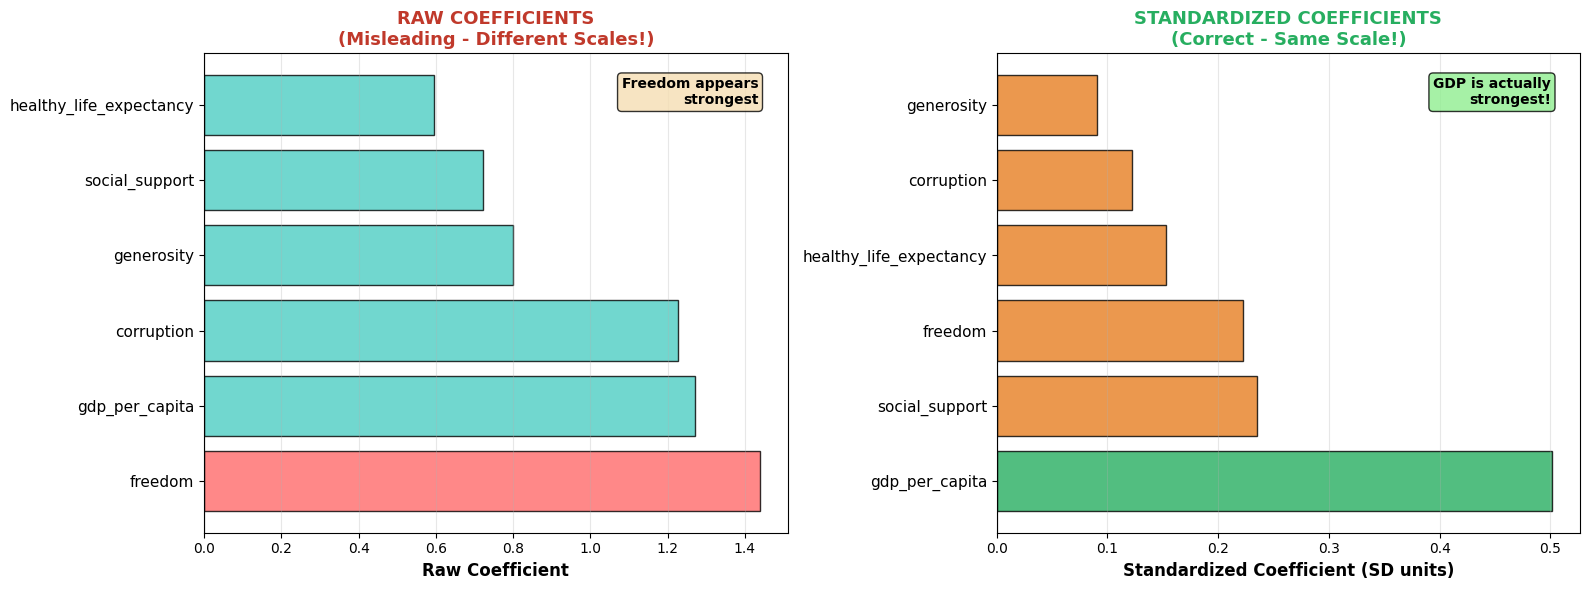 RAW COEFFICIENTS
(Misleading - Different Scales!)
Freedom appears
strongest
healthy_life_expectancy
social_support
generosity
corruption
gdp_per_capita
freedom
0.0 0.2 0.4 0.6 0.8 1.0 1.2 1.4
Raw Coefficient
STANDARDIZED COEFFICIENTS
(Correct - Same Scale!)
GDP is actually
strongest!
generosity
corruption
healthy_life_expectancy
freedom
social_support
gdp_per_capita
0.0 0.1 0.2 0.3 0.4 0.5
Standardized Coefficient (SD units)